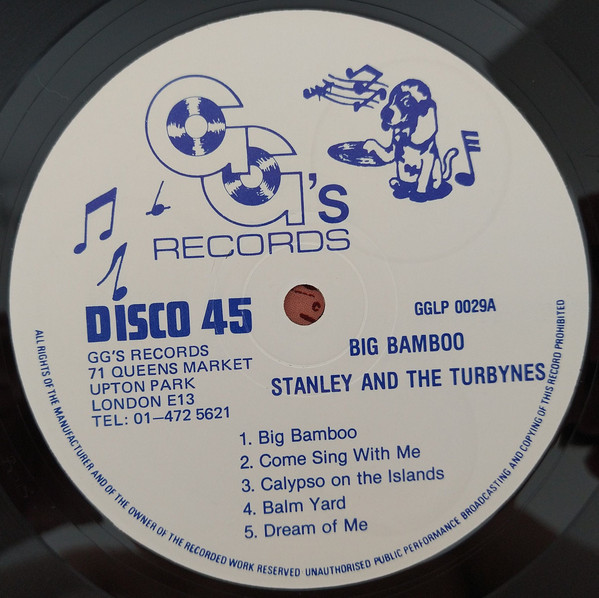 GG'S
RECORDS
DISCO 45
GG'S RECORDS
71 QUEENS MARKET
UPTON PARK
LONDON E13
TEL: 01–472 5621
GGLP 0029A
BIG BAMBOO
STANLEY AND THE TURBYNES
1. Big Bamboo
2. Come Sing With Me
3. Calypso on the Islands
4. Balm Yard
5. Dream of Me
ALL RIGHTS OF THE MANUFACTURER AND OF THE OWNER OF THE RECORDED WORK RESERVED UNAUTHORISED PUBLIC PERFORMANCE BROADCASTING AND COPYING OF THIS RECORD PROHIBITED